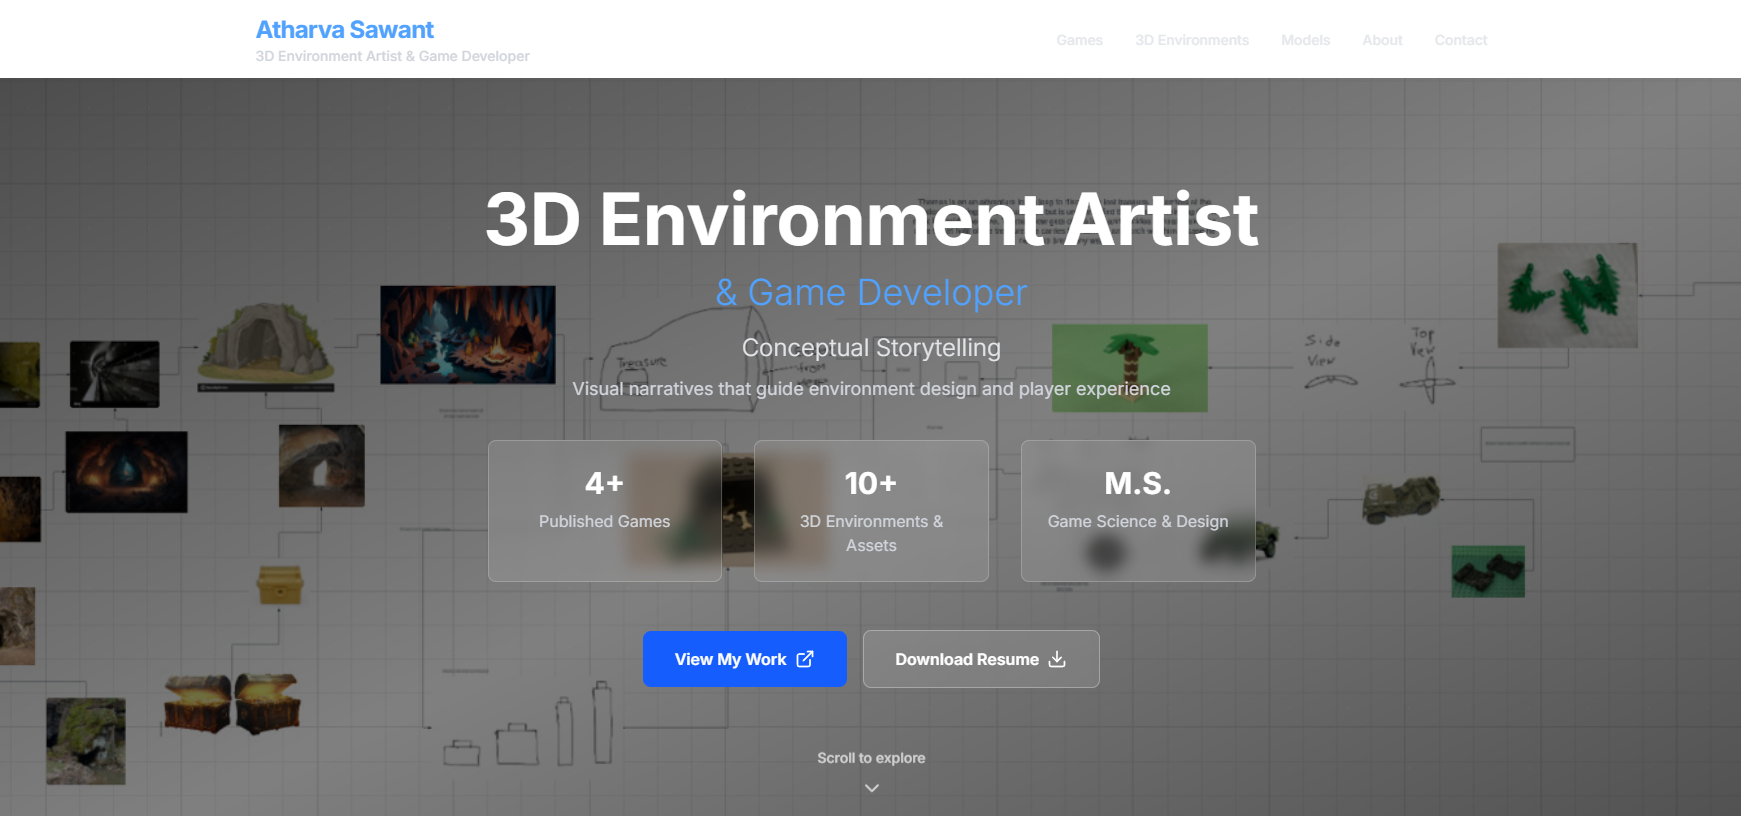 Atharva Sawant
3D Environment Artist & Game Developer
Games
3D Environments
Models
About
Contact
3D Environment Artist
& Game Developer
Conceptual Storytelling
Visual narratives that guide environment design and player experience
Treasure
from
Side
View
Top
View
4+
Published Games
10+
3D Environments &
Assets
M.S.
Game Science & Design
View My Work
Download Resume
Scroll to explore